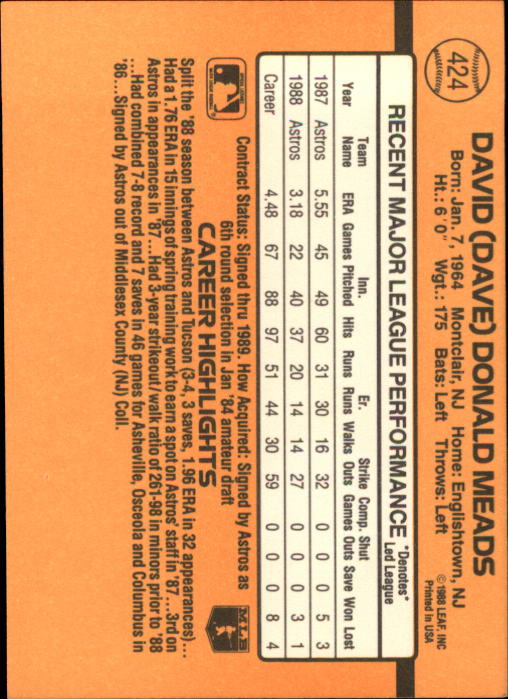 424
DAVID (DAVE) DONALD MEADS
Born: Jan. 7, 1964 Montclair, NJ Home: Englishtown, NJ
Ht.: 6' 0" Wgt.: 175 Bats: Left Throws: Left
©1988 LEAF, INC
Printed in USA
RECENT MAJOR LEAGUE PERFORMANCE
"Denotes"
Led League
Year Team Name ERA Games Inn. Pitched Hits Runs Er. Runs Walks Strike Outs Comp. Games Shut Outs Save Won Lost
1987 Astros 5.55 45 49 60 31 30 16 32 0 0 0 5 3
1988 Astros 3.18 22 40 37 20 14 14 27 0 0 0 3 1
Career 4.48 67 88 97 51 44 30 59 0 0 0 8 4
Contract Status: Signed thru 1989. How Acquired: Signed by Astros as
6th round selection in Jan. '84 amateur draft
MLB
CAREER HIGHLIGHTS
Split the '88 season between Astros and Tucson (3-4, 3 saves, 1.96 ERA in 32 appearances)...
Had a 1.76 ERA in 15 innings of spring training work to earn a spot on Astros' staff in '87...3rd on
Astros in appearances in '87...Had 3-year strikeout/walk ratio of 261-98 in minors prior to '88
...Had combined 7-8 record and 7 saves in 46 games for Asheville, Osceola and Columbus in
'86...Signed by Astros out of Middlesex County (NJ) Coll.